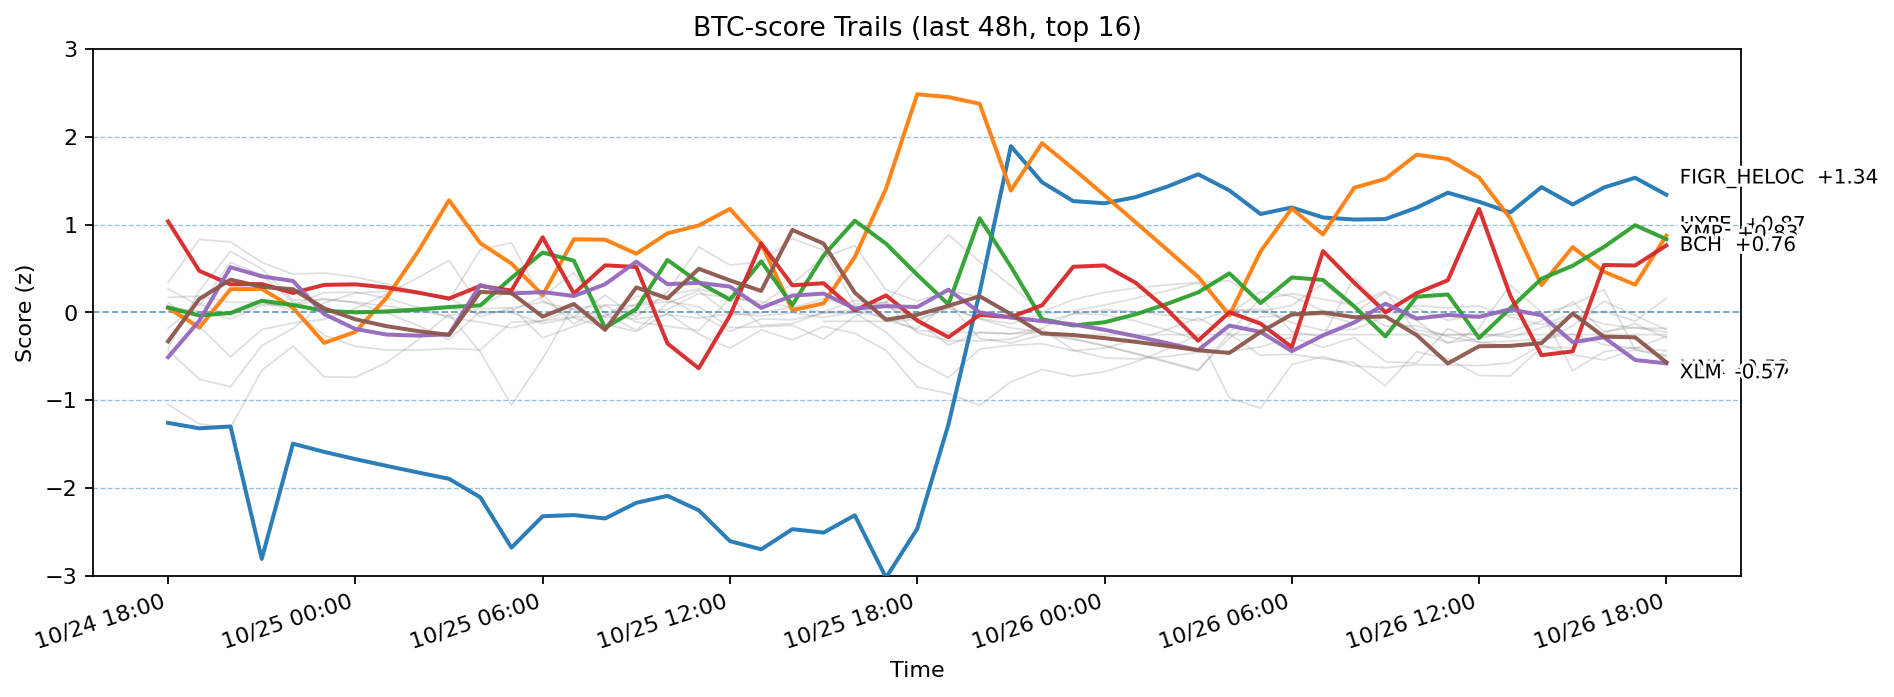 BTC-score Trails (last 48h, top 16)
Score (z)
3
2
1
0
−1
−2
−3
FIGR_HELOC +1.34
HYPE +0.87
BCH +0.76
XLM -0.57
10/24 18:00
10/25 00:00
10/25 06:00
10/25 12:00
10/25 18:00
10/26 00:00
10/26 06:00
10/26 12:00
10/26 18:00
Time